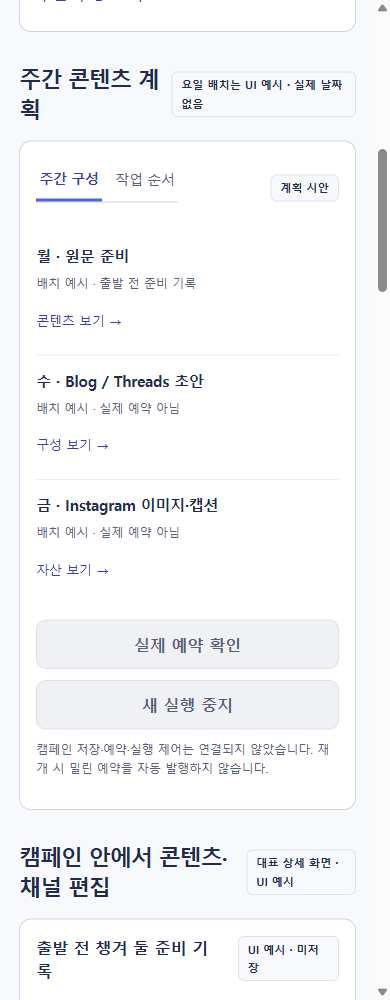 주간 콘텐츠 계
획
요일 배치는 UI 예시 · 실제 날짜
없음
주간 구성
작업 순서
계획 시안
월 · 원문 준비
배치 예시 · 출발 전 준비 기록
콘텐츠 보기 →
수 · Blog / Threads 초안
배치 예시 · 실제 예약 아님
구성 보기 →
금 · Instagram 이미지·캡션
배치 예시 · 실제 예약 아님
자산 보기 →
실제 예약 확인
새 실행 중지
캠페인 저장·예약·실행 제어는 연결되지 않았습니다. 재
개 시 밀린 예약을 자동 발행하지 않습니다.
캠페인 안에서 콘텐츠·
채널 편집
대표 상세 화면 ·
UI 예시
출발 전 챙겨 둘 준비 기
록
UI 예시 · 미저
장